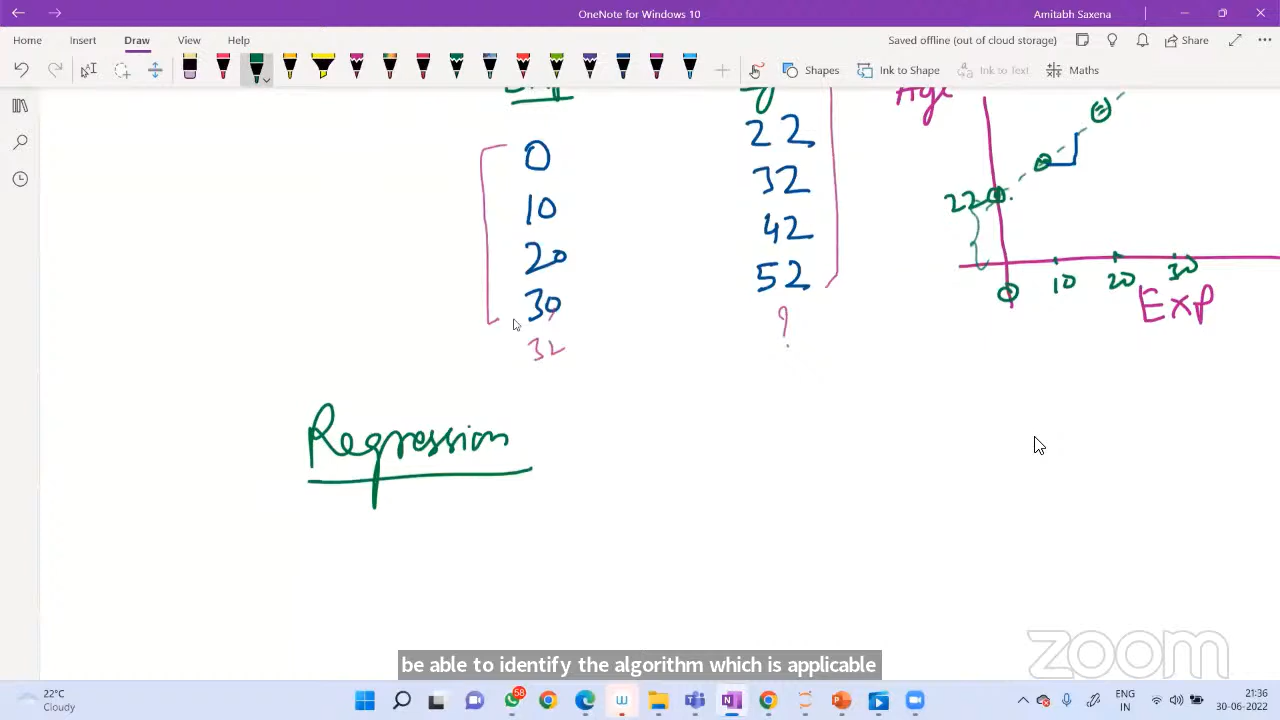 OneNote for Windows 10
Amitabh Saxena
Home Insert Draw View Help
Saved offline (out of cloud storage)
Share
Shapes
Ink to Shape
Ink to Text
Maths
Age
0 22
10 32
20 42
30 52
32 ?
22
0 10 20 30
EXP
Regression
zoom
be able to identify the algorithm which is applicable
22°C
Cloudy
58
ENG
IN
21:36
30-06-2022